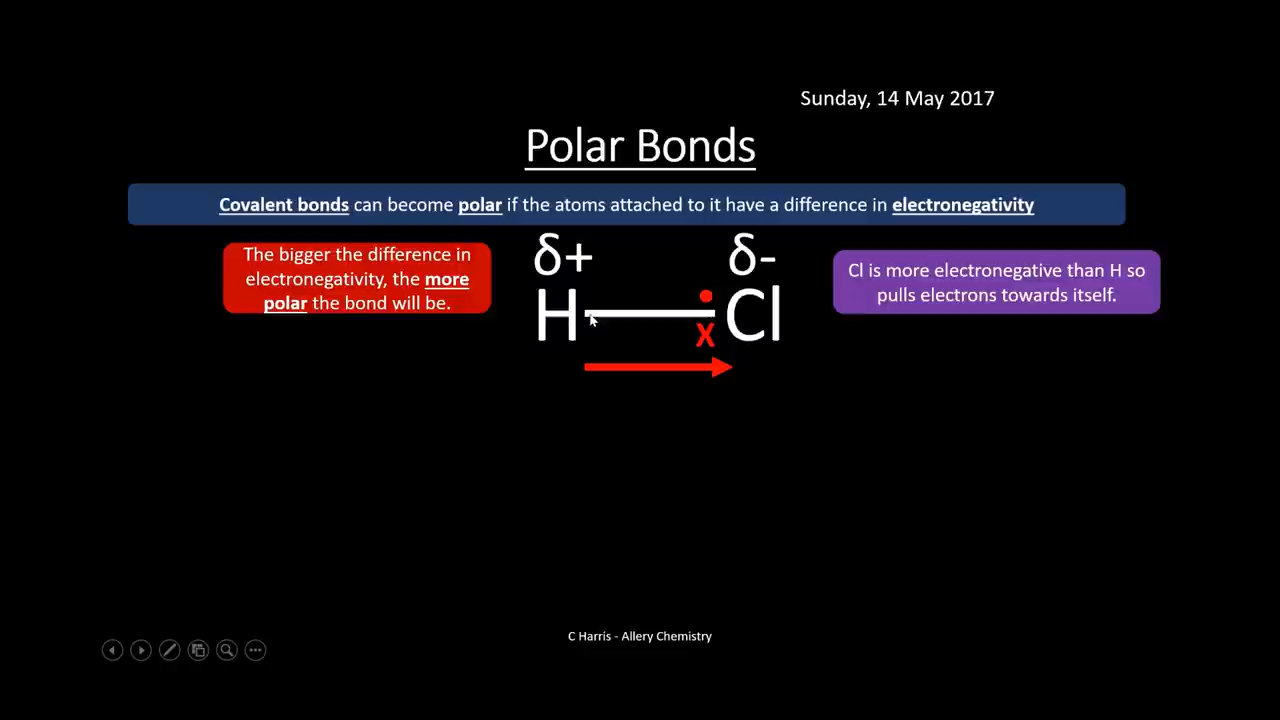 Sunday, 14 May 2017
Polar Bonds
Covalent bonds can become polar if the atoms attached to it have a difference in electronegativity
The bigger the difference in
electronegativity, the more
polar the bond will be.
δ+ δ-
H Cl
x
Cl is more electronegative than H so
pulls electrons towards itself.
C Harris - Allery Chemistry